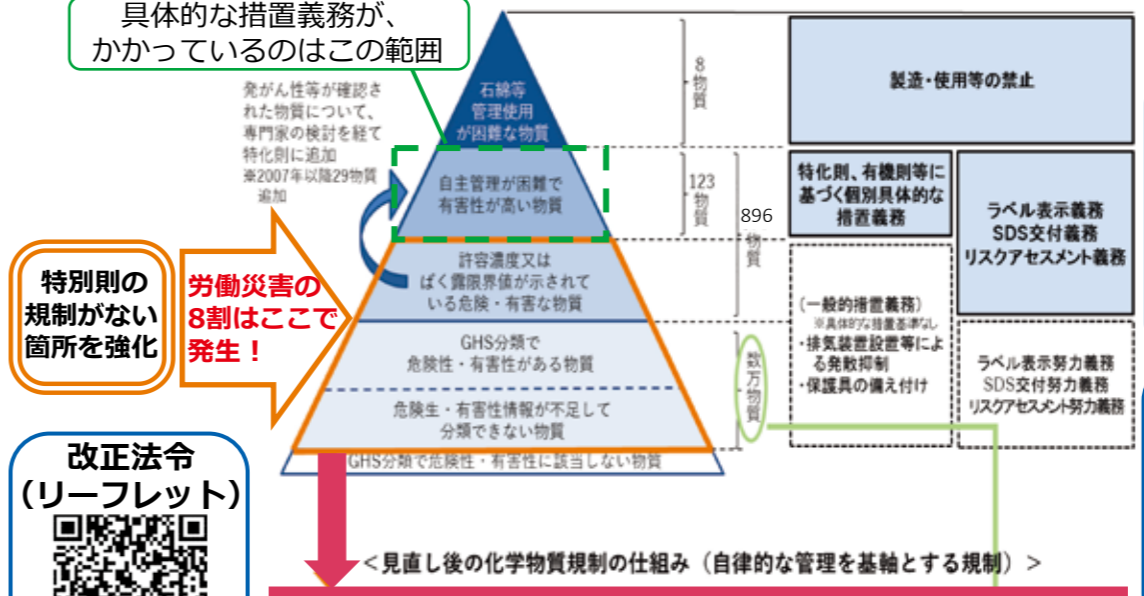 具体的な措置義務が、
かかっているのはこの範囲
発がん性等が確認さ
れた物質について、
専門家の検討を経て
特化則に追加
※2007年以降29物質
追加
石綿等
管理使用
が困難な物質
自主管理が困難で
有害性が高い物質
許容濃度又は
ばく露限界値が示されて
いる危険・有害な物質
GHS分類で
危険性・有害性がある物質
危険生・有害性情報が不足して
分類できない物質
GHS分類で危険性・有害性に該当しない物質
8物質
123物質
896
物質
数万物質
製造・使用等の禁止
特化則、有機則等に
基づく個別具体的な
措置義務
ラベル表示義務
SDS交付義務
リスクアセスメント義務
(一般的措置義務)
※具体的な措置基準なし
・排気装置設置等によ
る発散抑制
・保護具の備え付け
ラベル表示努力義務
SDS交付努力義務
リスクアセスメント努力義務
特別則の
規制がない
箇所を強化
労働災害の
8割はここで
発生！
改正法令
（リーフレット）
＜見直し後の化学物質規制の仕組み（自律的な管理を基軸とする規制）＞